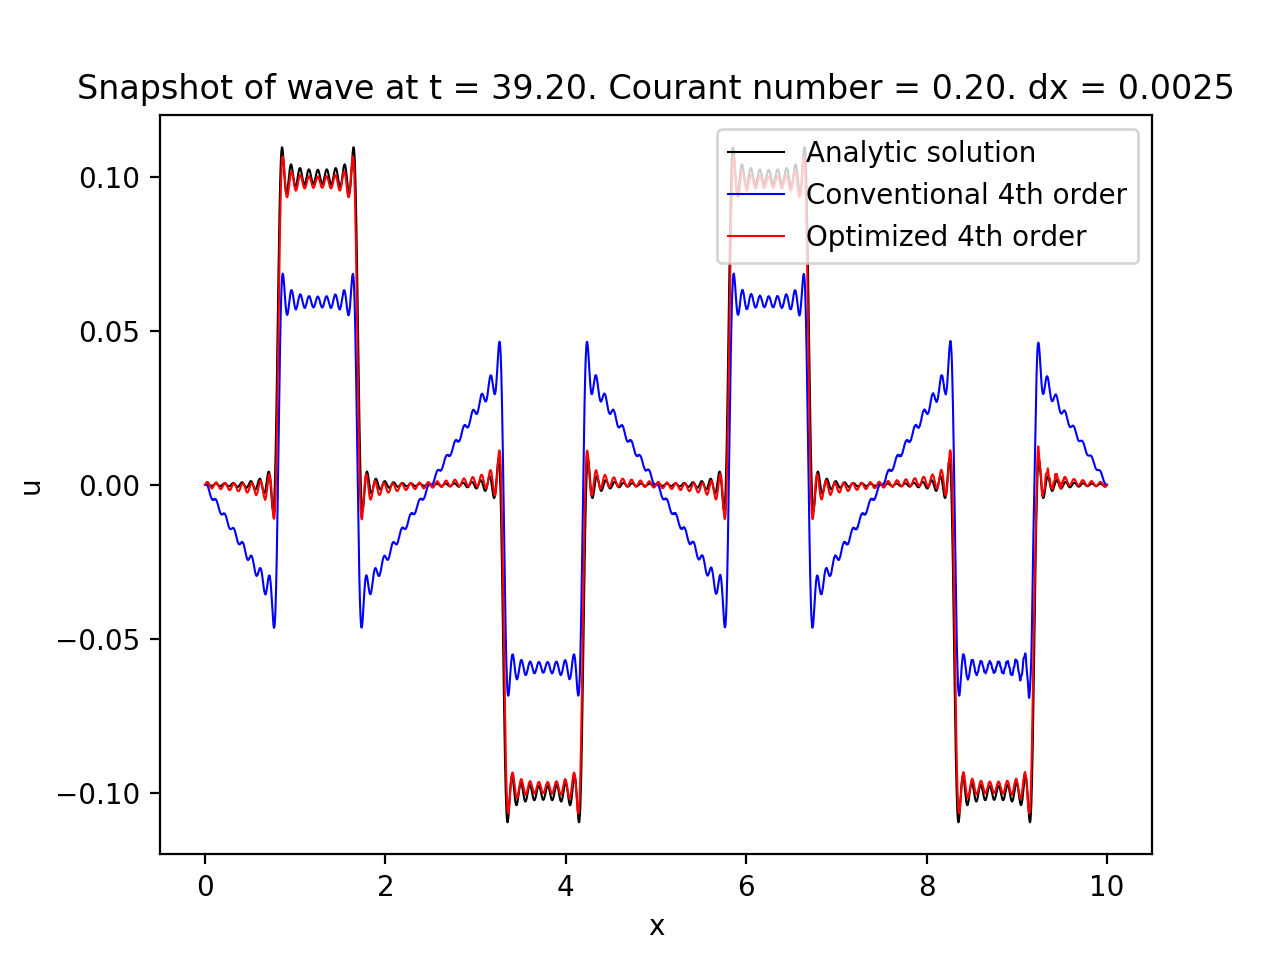 Snapshot of wave at t = 39.20. Courant number = 0.20. dx = 0.0025
Analytic solution
Conventional 4th order
Optimized 4th order
0.10
0.05
0.00
−0.05
−0.10
u
0 2 4 6 8 10
x